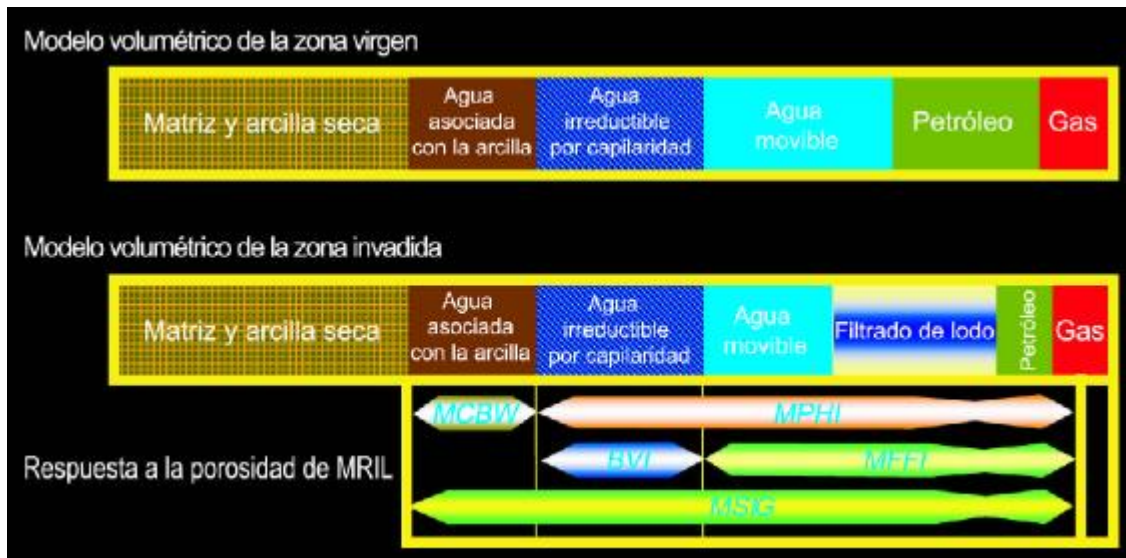 Modelo volumétrico de la zona virgen
Matriz y arcilla seca
Agua
asociada
con la arcilla
Agua
irreductible
por capilaridad
Agua
movible
Petróleo
Gas
Modelo volumétrico de la zona invadida
Matriz y arcilla seca
Agua
asociada
con la arcilla
Agua
irreductible
por capilaridad
Agua
movible
Filtrado de lodo
Petróleo
Gas
Respuesta a la porosidad de MRIL
MCBW
MPHI
BVI
MFFI
MSIG